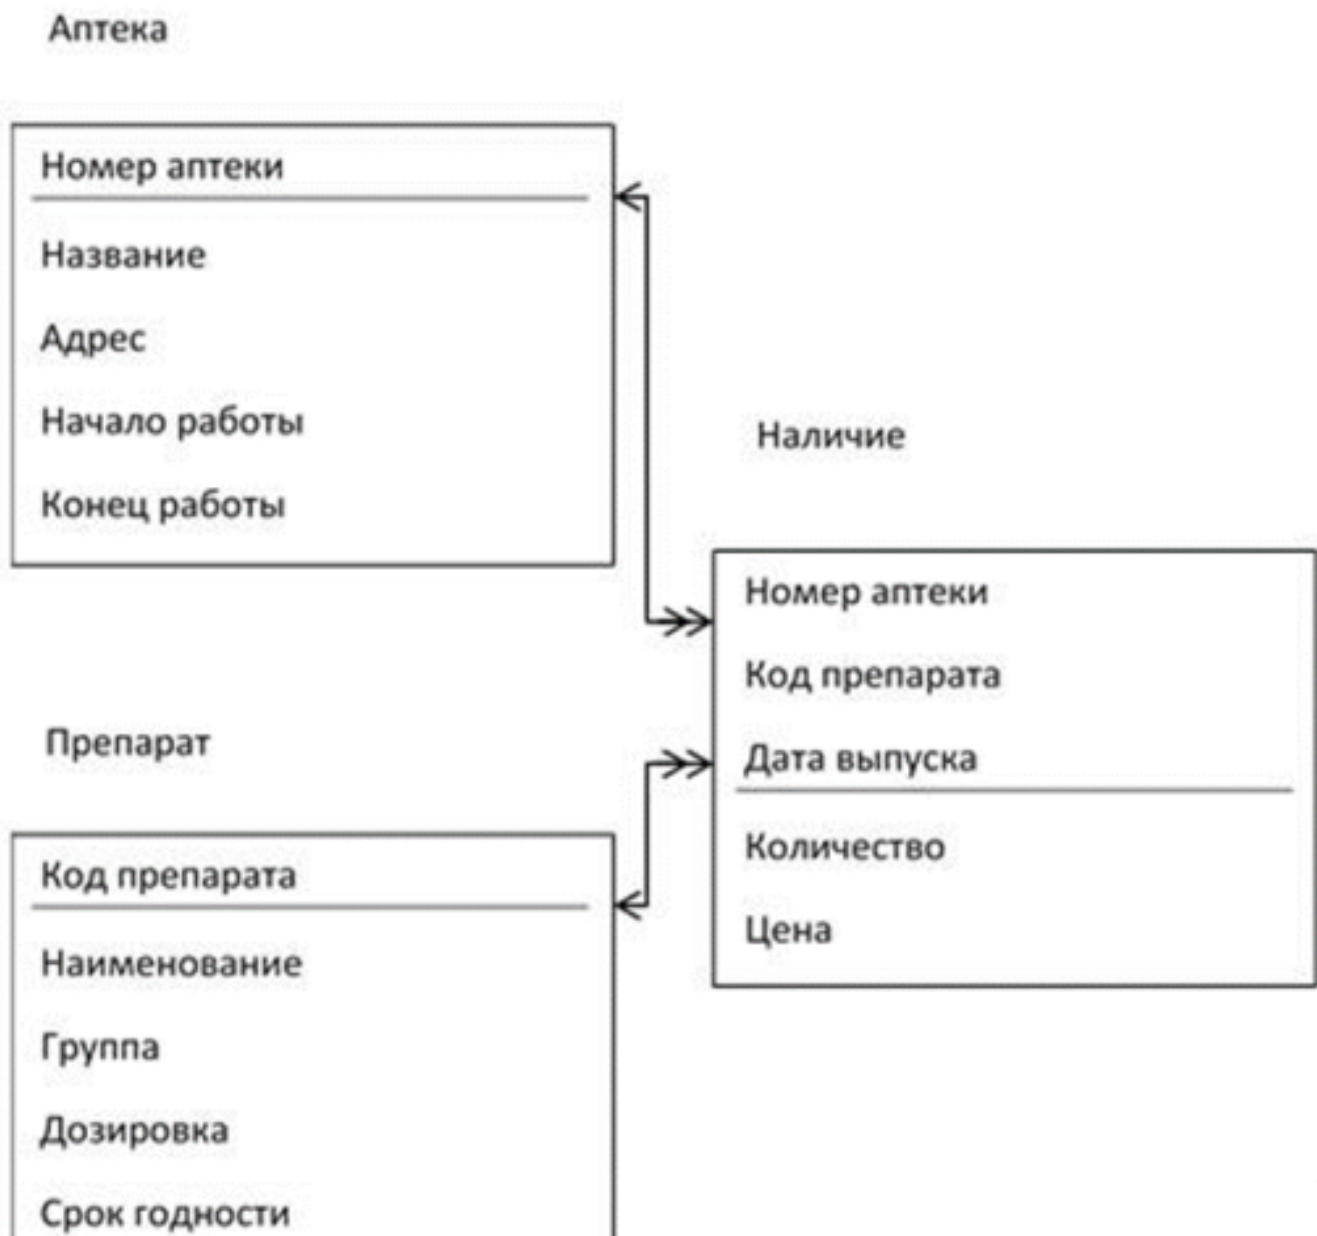 Аптека
Номер аптеки
Название
Адрес
Начало работы
Конец работы
Наличие
Номер аптеки
Код препарата
Дата выпуска
Количество
Цена
Препарат
Код препарата
Наименование
Группа
Дозировка
Срок годности